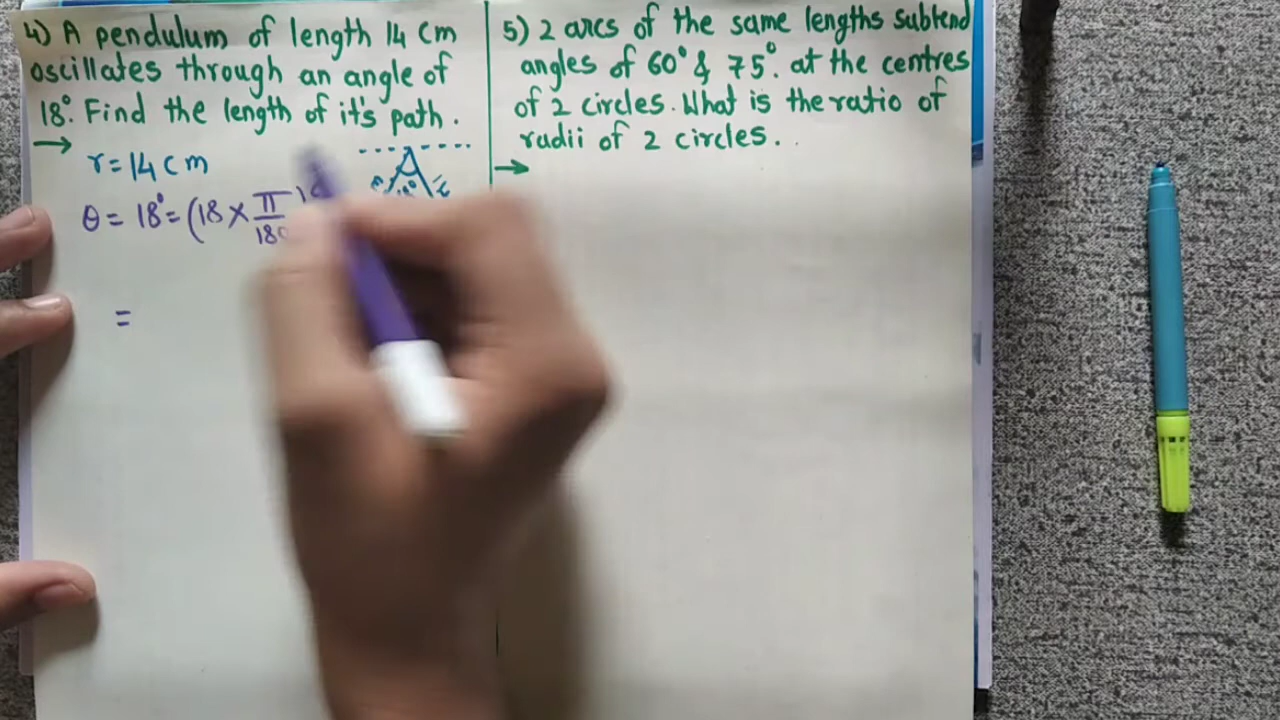 4) A pendulum of length 14 cm
oscillates through an angle of
18°. Find the length of it's path.
→
r = 14 cm
θ = 18° = (18 × π/180)
=
5) 2 arcs of the same lengths subtend
angles of 60° & 75°. at the centres
of 2 circles. What is the ratio of
radii of 2 circles.
→